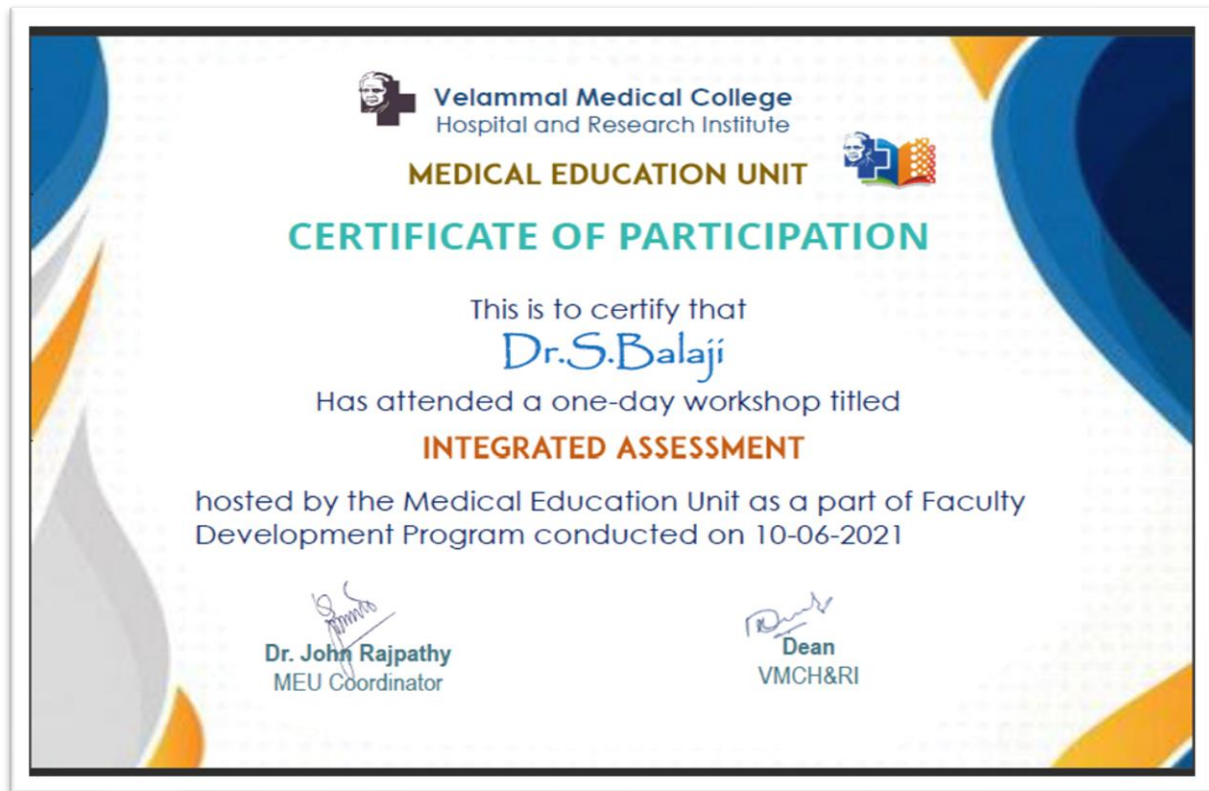 Velammal Medical College
Hospital and Research Institute
MEDICAL EDUCATION UNIT
CERTIFICATE OF PARTICIPATION
This is to certify that
Dr.S.Balaji
Has attended a one-day workshop titled
INTEGRATED ASSESSMENT
hosted by the Medical Education Unit as a part of Faculty
Development Program conducted on 10-06-2021
Dr. John Rajpathy
MEU Coordinator
Dean
VMCH&RI